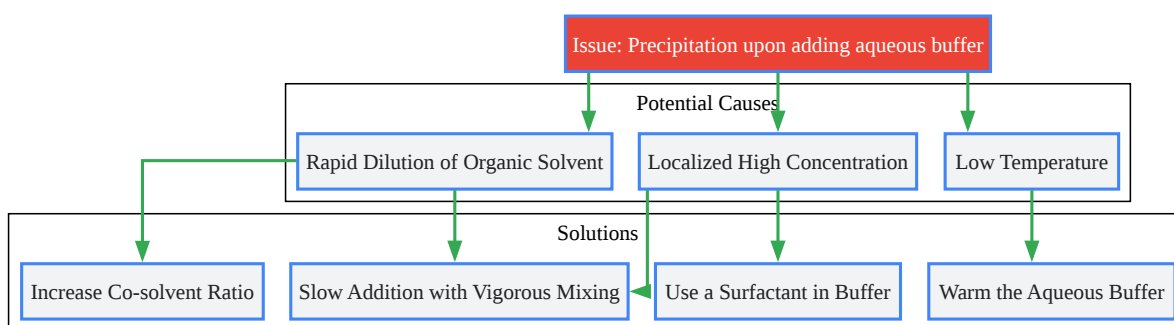 Issue: Precipitation upon adding aqueous buffer
Potential Causes
Rapid Dilution of Organic Solvent
Localized High Concentration
Low Temperature
Solutions
Increase Co-solvent Ratio
Slow Addition with Vigorous Mixing
Use a Surfactant in Buffer
Warm the Aqueous Buffer